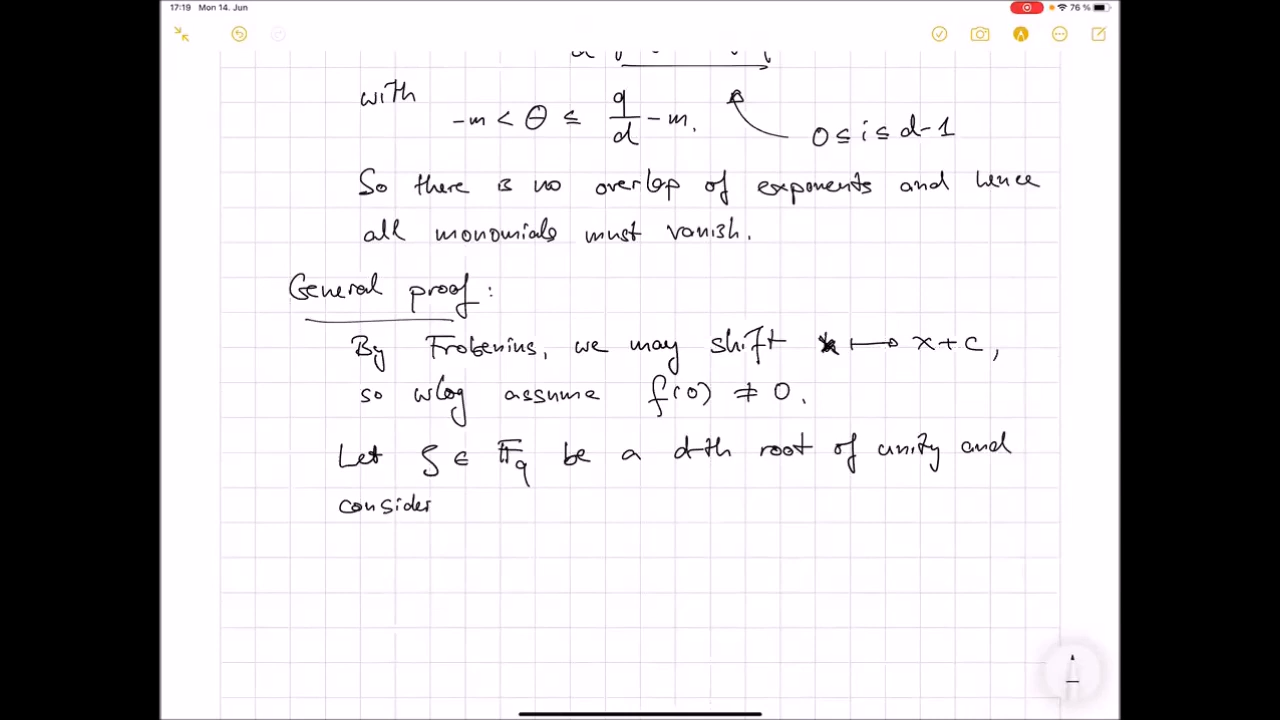 17:19 Mon 14. Jun 76 %
with
-m < Θ ≤ q/d - m.
0 ≤ i ≤ d-1
So there is no overlap of exponents and hence
all monomials must vanish.
General proof:
By Frobenius, we may shift x ↦ x+c,
so wlog assume f(0) ≠ 0.
Let ζ ∈ 𝔽_q be a d-th root of unity and
consider